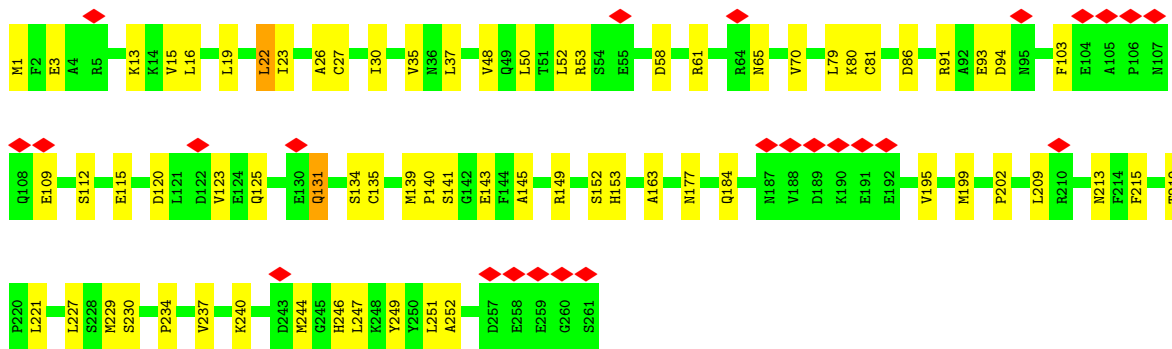 M1 F2 E3 A4 R5 K13 K14 V15 L16 L19 L22 I23 A26 C27 I30 V35 N36 L37 V48 Q49 L50 T51 L52 R53 S54 E55 D58 R61 R64 N65 V70 L79 K80 C81 D86 R91 A92 E93 D94 N95 F103 E104 A105 P106 N107
Q108 E109 S112 E115 D120 L121 D122 V123 E124 Q125 E130 Q131 S134 C135 M139 P140 S141 G142 E143 F144 A145 R149 S152 H153 A163 N177 Q184 N187 V188 D189 K190 E191 E192 V195 M199 P202 L209 R210 N213 F214 F215
P220 L221 L227 S228 M229 S230 P234 V237 K240 D243 M244 G245 H246 L247 K248 Y249 Y250 L251 A252 D257 E258 E259 G260 S261